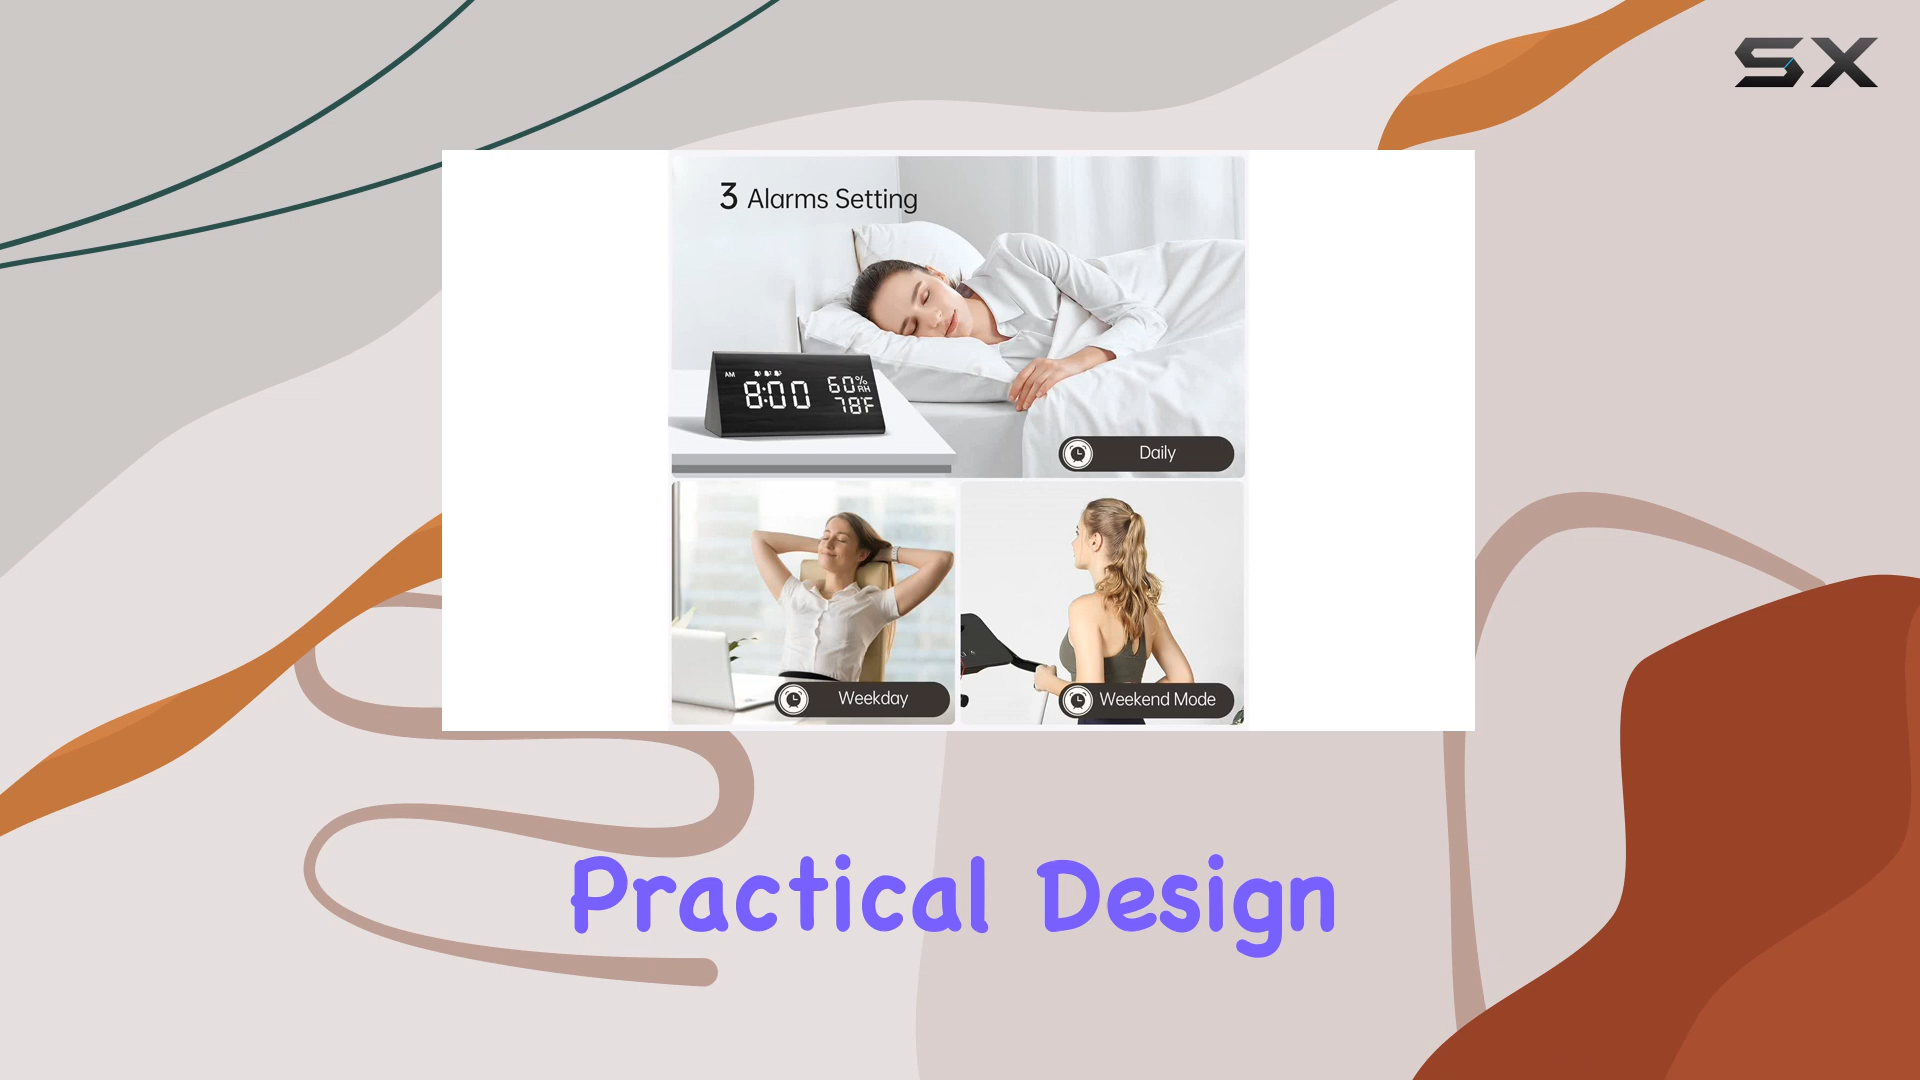 SX
3 Alarms Setting
AM
8:00
60%
RH
78°F
Daily
Weekday
Weekend Mode
Practical Design